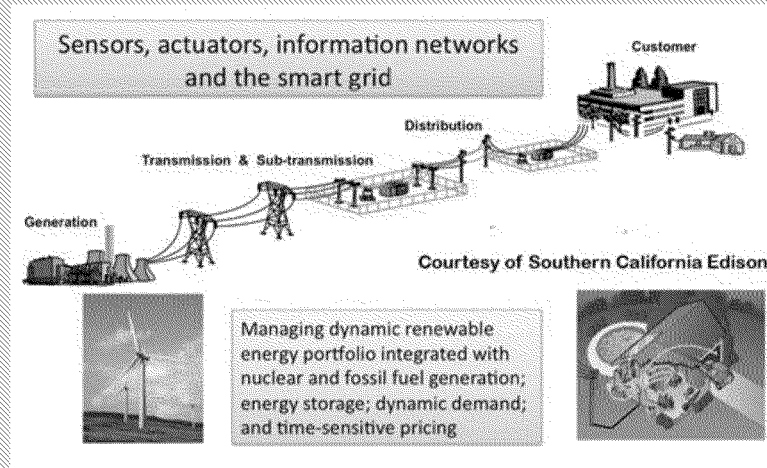 Sensors, actuators, information networks
and the smart grid
Customer
Distribution
Transmission & Sub-transmission
Generation
Courtesy of Southern California Edison
Managing dynamic renewable
energy portfolio integrated with
nuclear and fossil fuel generation;
energy storage; dynamic demand;
and time-sensitive pricing